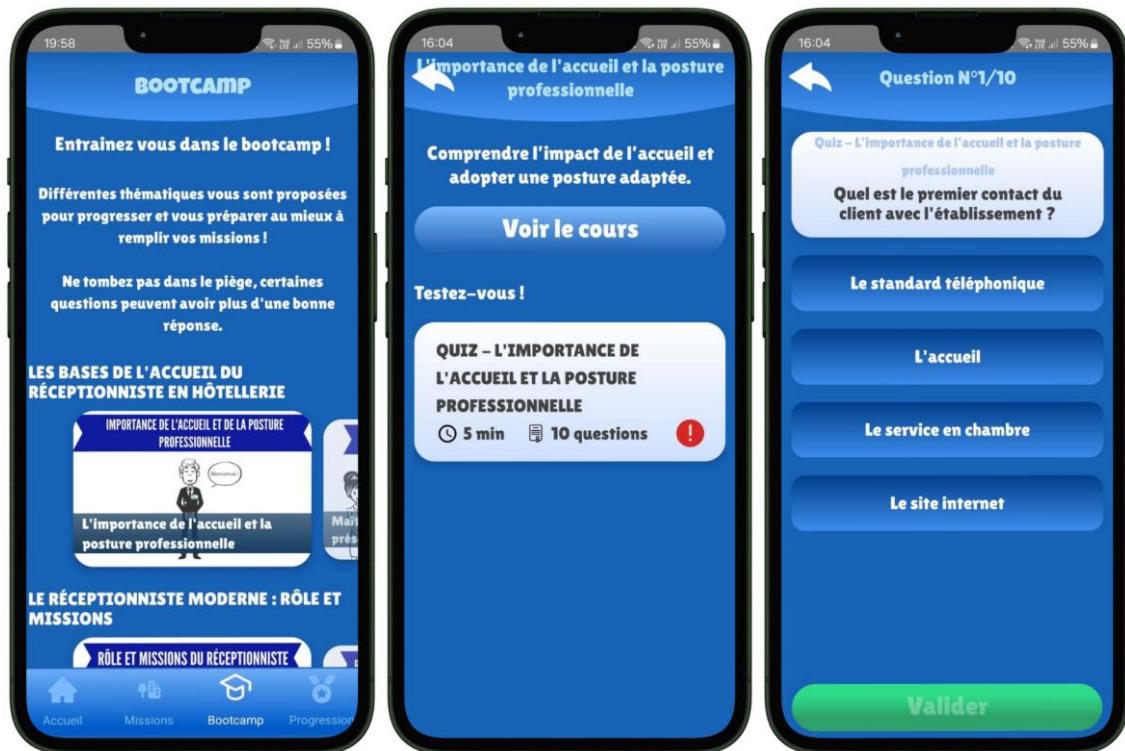 19:58
55%
BOOTCAMP
Entrainez vous dans le bootcamp !
Différentes thématiques vous sont proposées
pour progresser et vous préparer au mieux à
remplir vos missions !
Ne tombez pas dans le piège, certaines
questions peuvent avoir plus d'une bonne
réponse.
LES BASES DE L'ACCUEIL DU
RÉCEPTIONNISTE EN HÔTELLERIE
IMPORTANCE DE L'ACCUEIL ET DE LA POSTURE
PROFESSIONNELLE
Bienvenue !
L'importance de l'accueil et la
posture professionnelle
LE RÉCEPTIONNISTE MODERNE : RÔLE ET
MISSIONS
RÔLE ET MISSIONS DU RÉCEPTIONNISTE
Accueil
Missions
Bootcamp
Progression
16:04
55%
L'importance de l'accueil et la posture
professionnelle
Comprendre l'impact de l'accueil et
adopter une posture adaptée.
Voir le cours
Testez-vous !
QUIZ – L'IMPORTANCE DE
L'ACCUEIL ET LA POSTURE
PROFESSIONNELLE
5 min
10 questions
16:04
55%
Question N°1/10
Quiz – L'importance de l'accueil et la posture
professionnelle
Quel est le premier contact du
client avec l'établissement ?
Le standard téléphonique
L'accueil
Le service en chambre
Le site internet
Valider